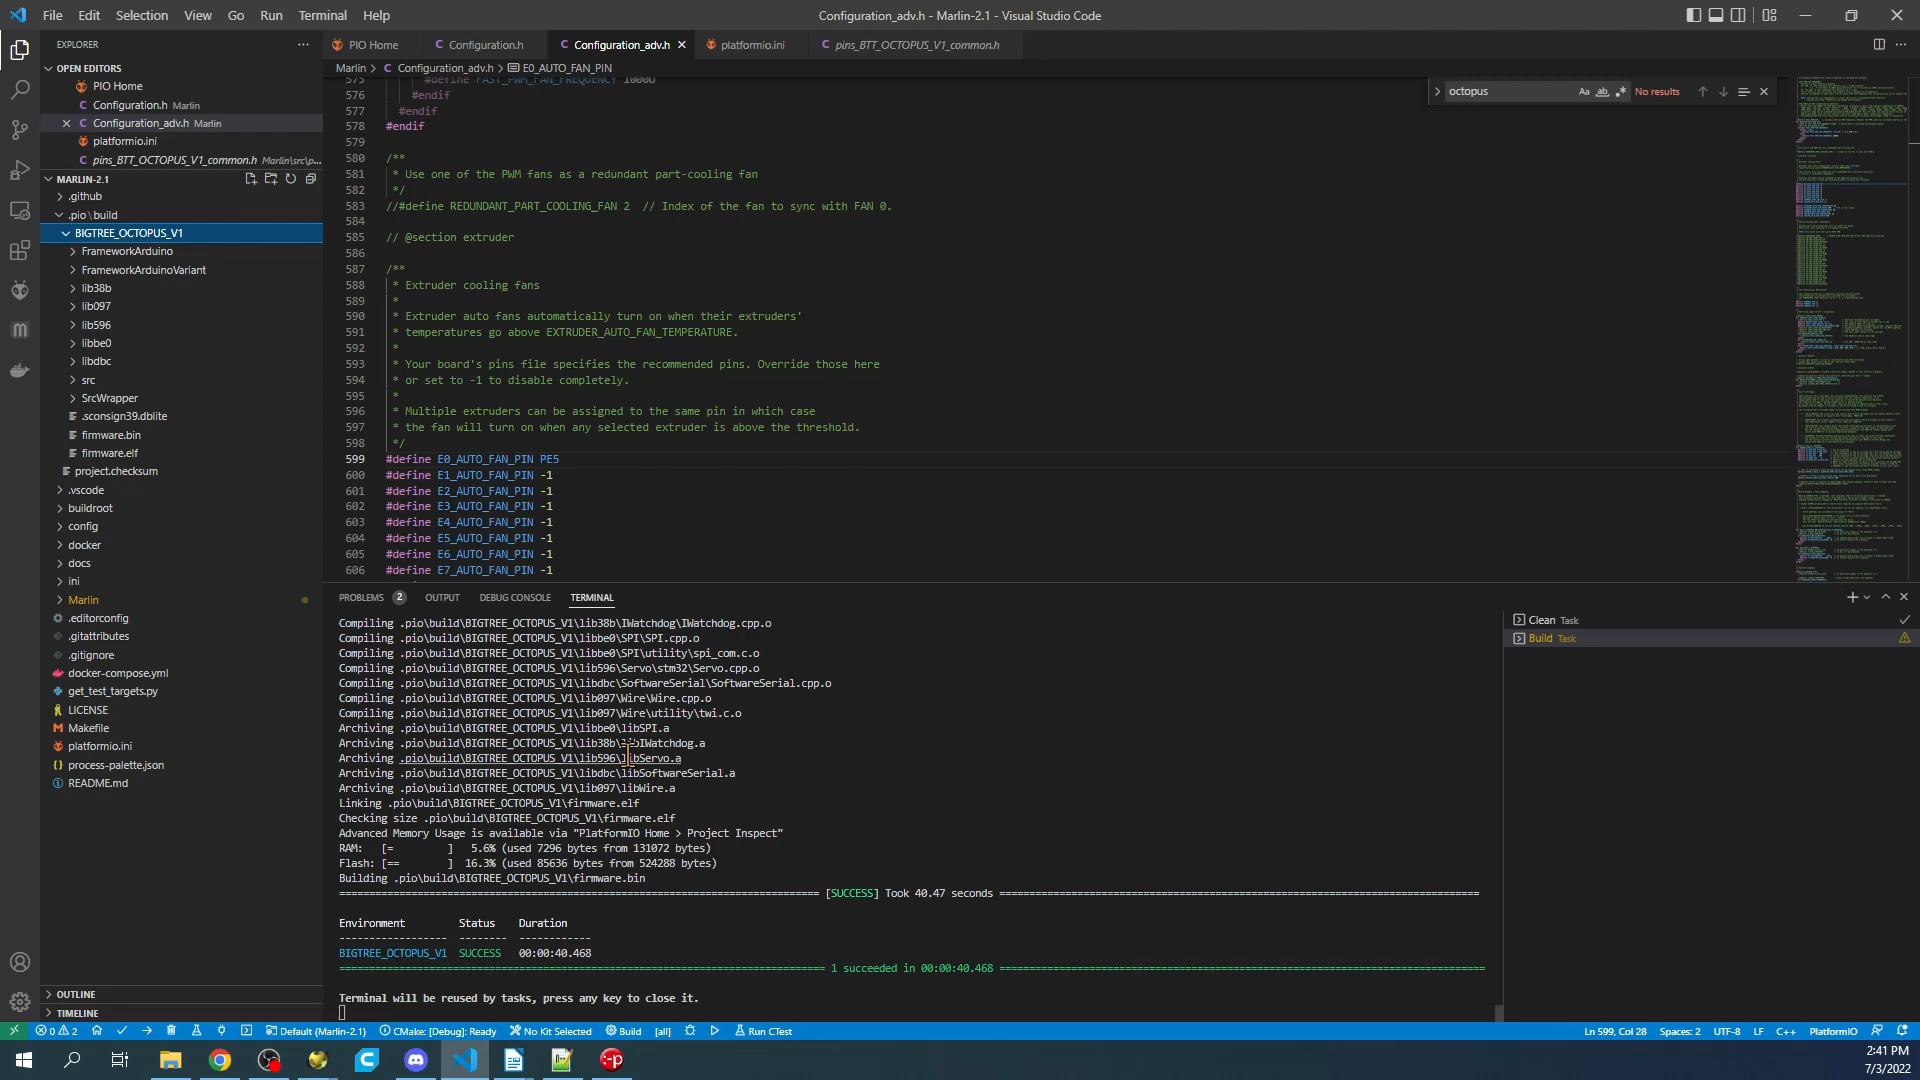 File Edit Selection View Go Run Terminal Help
Configuration_adv.h - Marlin-2.1 - Visual Studio Code
EXPLORER
OPEN EDITORS
PIO Home
Configuration.h Marlin
Configuration_adv.h Marlin
platformio.ini
pins_BTT_OCTOPUS_V1_common.h Marlin\src\p...
MARLIN-2.1
.github
.pio\build
BIGTREE_OCTOPUS_V1
FrameworkArduino
FrameworkArduinoVariant
lib38b
lib097
lib596
libbe0
libdbc
src
SrcWrapper
.sconsign39.dblite
firmware.bin
firmware.elf
project.checksum
.vscode
buildroot
config
docker
docs
ini
Marlin
.editorconfig
.gitattributes
.gitignore
docker-compose.yml
get_test_targets.py
LICENSE
Makefile
platformio.ini
process-palette.json
README.md
OUTLINE
TIMELINE
PIO Home
Configuration.h
Configuration_adv.h
platformio.ini
pins_BTT_OCTOPUS_V1_common.h
Marlin > Configuration_adv.h > E0_AUTO_FAN_PIN
octopus
Aa ab No results
575 #define FAST_PWM_FAN_FREQUENCY 10000
576 #endif
577 #endif
578 #endif
579
580 /**
581 * Use one of the PWM fans as a redundant part-cooling fan
582 */
583 //#define REDUNDANT_PART_COOLING_FAN 2 // Index of the fan to sync with FAN 0.
584
585 // @section extruder
586
587 /**
588 * Extruder cooling fans
589 *
590 * Extruder auto fans automatically turn on when their extruders'
591 * temperatures go above EXTRUDER_AUTO_FAN_TEMPERATURE.
592 *
593 * Your board's pins file specifies the recommended pins. Override those here
594 * or set to -1 to disable completely.
595 *
596 * Multiple extruders can be assigned to the same pin in which case
597 * the fan will turn on when any selected extruder is above the threshold.
598 */
599 #define E0_AUTO_FAN_PIN PE5
600 #define E1_AUTO_FAN_PIN -1
601 #define E2_AUTO_FAN_PIN -1
602 #define E3_AUTO_FAN_PIN -1
603 #define E4_AUTO_FAN_PIN -1
604 #define E5_AUTO_FAN_PIN -1
605 #define E6_AUTO_FAN_PIN -1
606 #define E7_AUTO_FAN_PIN -1
PROBLEMS 2 OUTPUT DEBUG CONSOLE TERMINAL
Compiling .pio\build\BIGTREE_OCTOPUS_V1\lib38b\IWatchdog\IWatchdog.cpp.o
Compiling .pio\build\BIGTREE_OCTOPUS_V1\libbe0\SPI\SPI.cpp.o
Compiling .pio\build\BIGTREE_OCTOPUS_V1\libbe0\SPI\utility\spi_com.c.o
Compiling .pio\build\BIGTREE_OCTOPUS_V1\lib596\Servo\stm32\Servo.cpp.o
Compiling .pio\build\BIGTREE_OCTOPUS_V1\libdbc\SoftwareSerial\SoftwareSerial.cpp.o
Compiling .pio\build\BIGTREE_OCTOPUS_V1\lib097\Wire\Wire.cpp.o
Compiling .pio\build\BIGTREE_OCTOPUS_V1\lib097\Wire\utility\twi.c.o
Archiving .pio\build\BIGTREE_OCTOPUS_V1\libbe0\libSPI.a
Archiving .pio\build\BIGTREE_OCTOPUS_V1\lib38b\libIWatchdog.a
Archiving .pio\build\BIGTREE_OCTOPUS_V1\lib596\libServo.a
Archiving .pio\build\BIGTREE_OCTOPUS_V1\libdbc\libSoftwareSerial.a
Archiving .pio\build\BIGTREE_OCTOPUS_V1\lib097\libWire.a
Linking .pio\build\BIGTREE_OCTOPUS_V1\firmware.elf
Checking size .pio\build\BIGTREE_OCTOPUS_V1\firmware.elf
Advanced Memory Usage is available via "PlatformIO Home > Project Inspect"
RAM: [= ] 5.6% (used 7296 bytes from 131072 bytes)
Flash: [== ] 16.3% (used 85636 bytes from 524288 bytes)
Building .pio\build\BIGTREE_OCTOPUS_V1\firmware.bin
[SUCCESS] Took 40.47 seconds
Environment Status Duration
BIGTREE_OCTOPUS_V1 SUCCESS 00:00:40.468
1 succeeded in 00:00:40.468
Terminal will be reused by tasks, press any key to close it.
Clean Task
Build Task
0 2 Default (Marlin-2.1) CMake: [Debug]: Ready No Kit Selected Build [all] Run CTest
Ln 599, Col 28 Spaces: 2 UTF-8 LF C++ PlatformIO
2:41 PM
7/3/2022